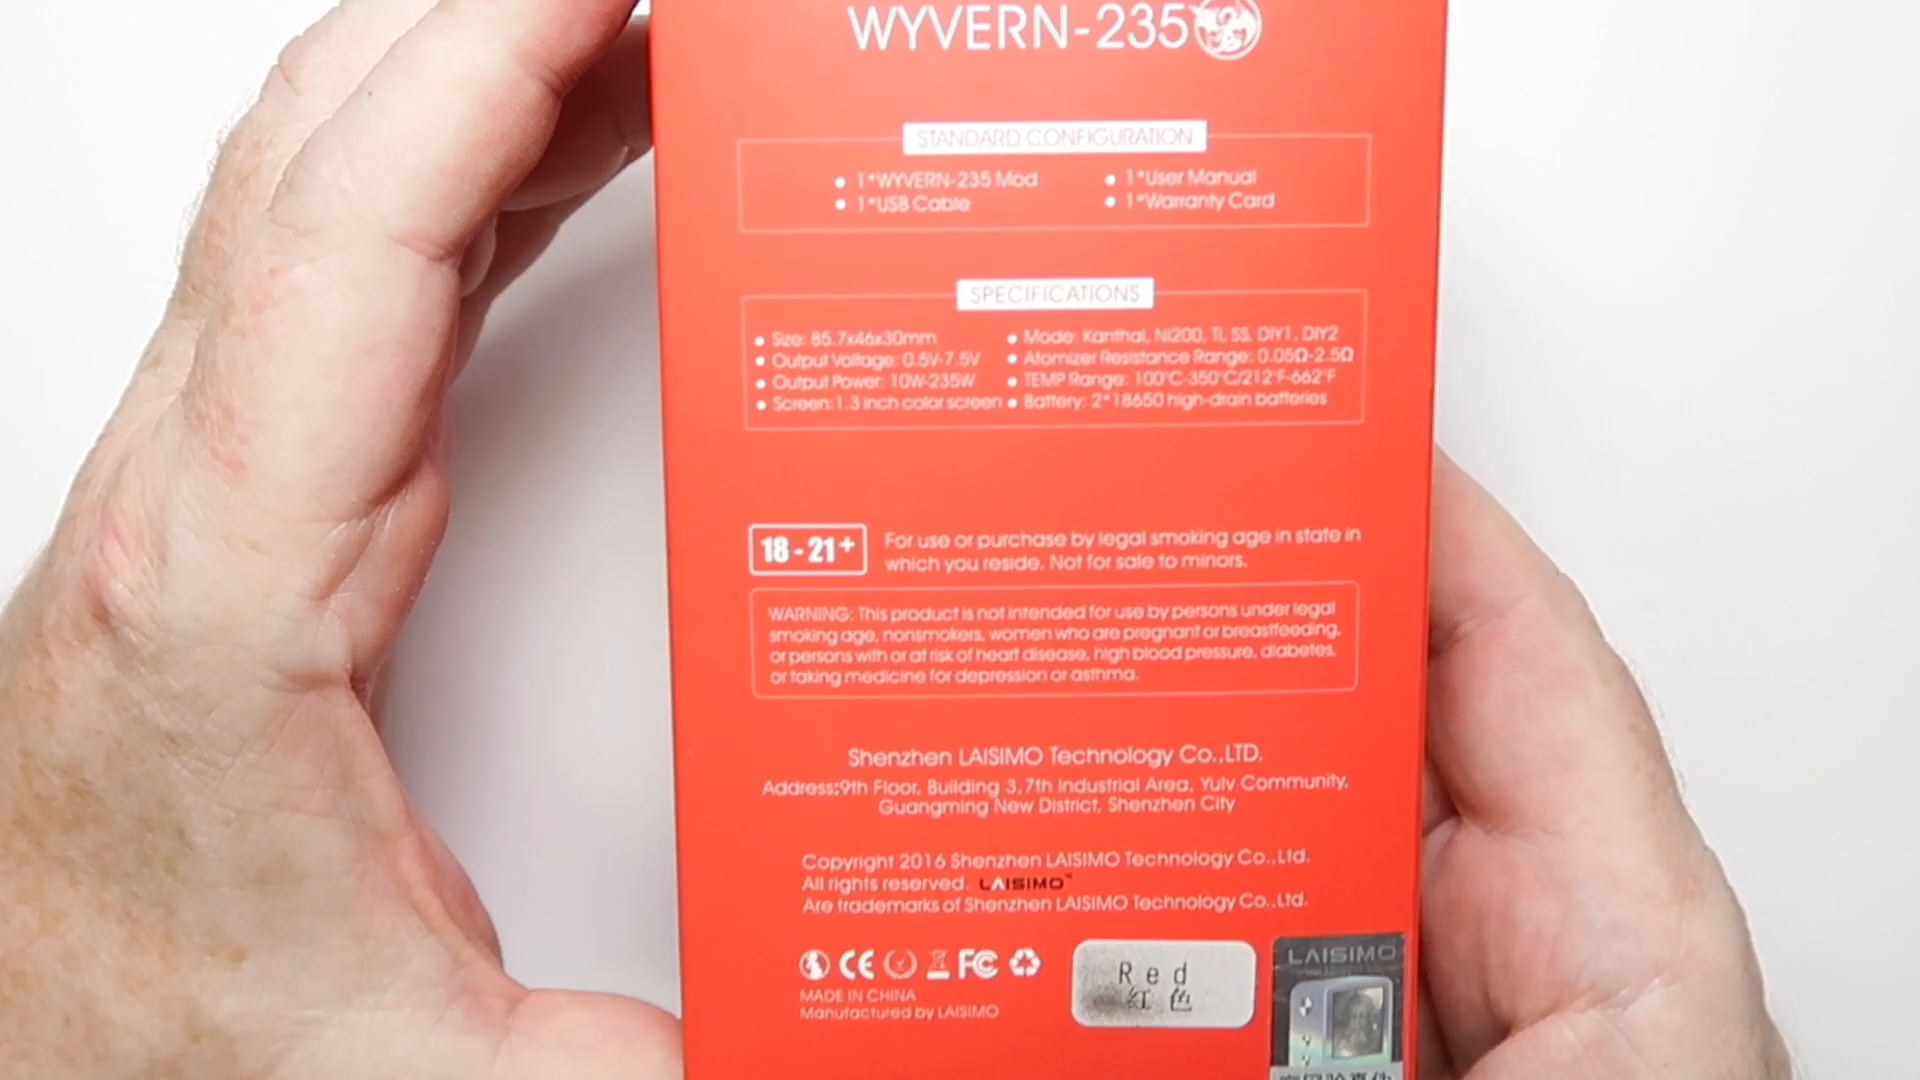 WYVERN-235
STANDARD CONFIGURATION
1*WYVERN-235 Mod
1*USB Cable
1*User Manual
1*Warranty Card
SPECIFICATIONS
Size: 85.7x46x30mm
Output Voltage: 0.5V-7.5V
Output Power: 10W-235W
Screen:1.3 inch color screen
Mode: Kanthal, NI200, TI, SS, DIY1, DIY2
Atomizer Resistance Range: 0.05Ω-2.5Ω
TEMP Range: 100℃-350℃/212℉-662℉
Battery: 2*18650 high-drain batteries
18 - 21+
For use or purchase by legal smoking age in state in
which you reside. Not for sale to minors.
WARNING: This product is not intended for use by persons under legal
smoking age, nonsmokers, women who are pregnant or breastfeeding,
or persons with or at risk of heart disease, high blood pressure, diabetes,
or taking medicine for depression or asthma.
Shenzhen LAISIMO Technology Co.,LTD.
Address:9th Floor, Building 3,7th Industrial Area, Yulv Community,
Guangming New District, Shenzhen City
Copyright 2016 Shenzhen LAISIMO Technology Co.,Ltd.
All rights reserved. LAISIMO™
Are trademarks of Shenzhen LAISIMO Technology Co.,Ltd.
CE FC
MADE IN CHINA
Manufactured by LAISIMO
Red
红色
LAISIMO